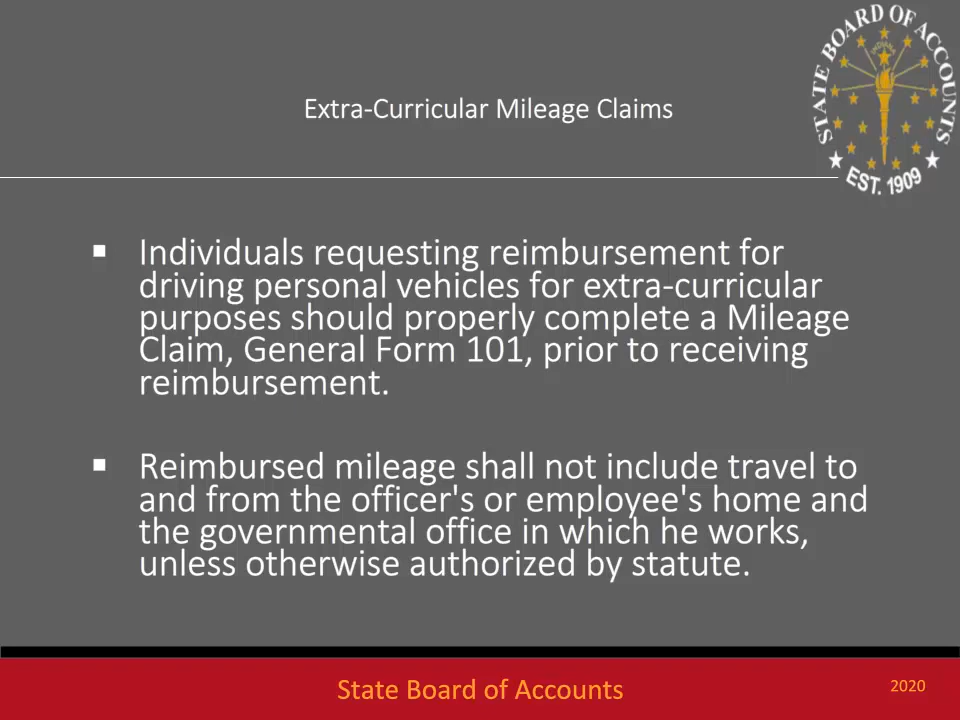 STATE BOARD OF ACCOUNTS
INDIANA
EST. 1909
Extra-Curricular Mileage Claims
▪ Individuals requesting reimbursement for
driving personal vehicles for extra-curricular
purposes should properly complete a Mileage
Claim, General Form 101, prior to receiving
reimbursement.
▪ Reimbursed mileage shall not include travel to
and from the officer's or employee's home and
the governmental office in which he works,
unless otherwise authorized by statute.
State Board of Accounts
2020